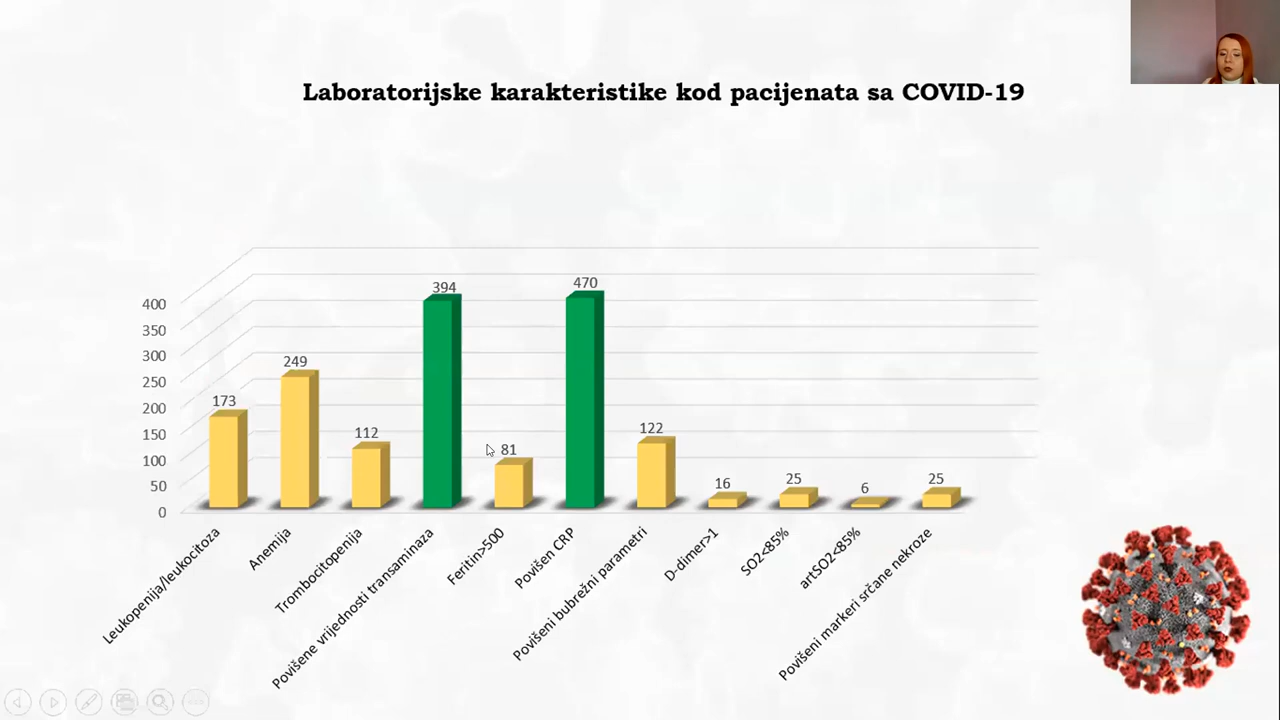 Laboratorijske karakteristike kod pacijenata sa COVID-19
400
350
300
250
200
150
100
50
0
173
249
112
394
81
470
122
16
25
6
25
Leukopenija/leukocitoza
Anemija
Trombocitopenija
Povišene vrijednosti transaminaza
Feritin>500
Povišen CRP
Povišeni bubrežni parametri
D-dimer>1
SO2<85%
artSO2<85%
Povišeni markeri srčane nekroze